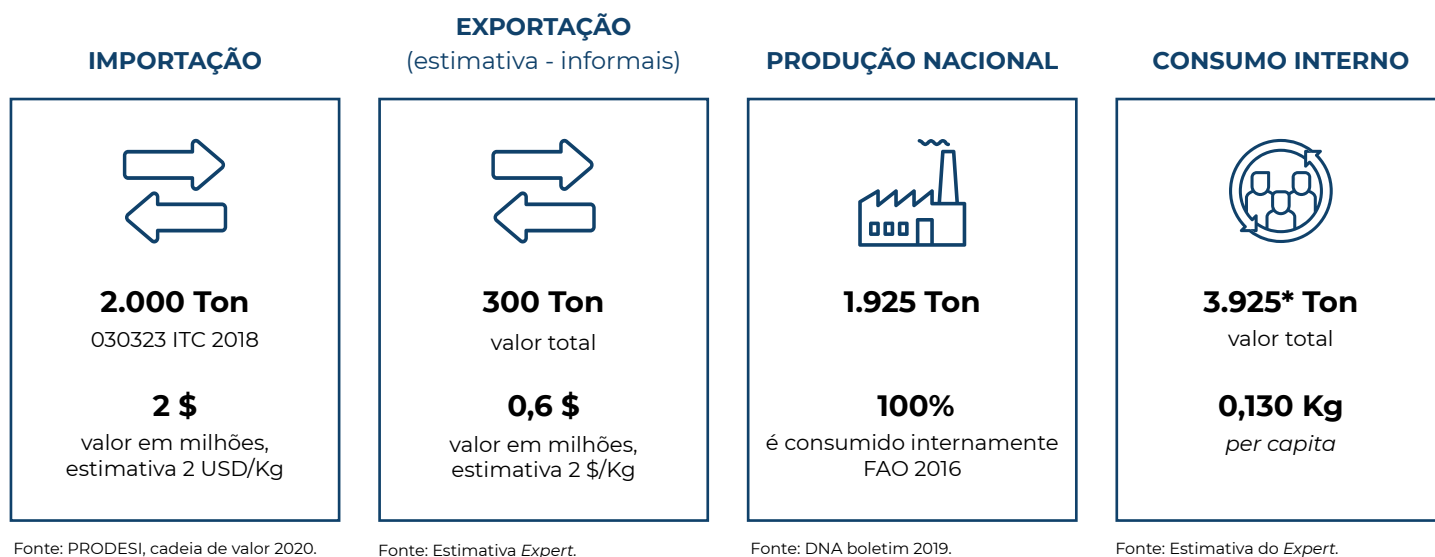 IMPORTAÇÃO
2.000 Ton
030323 ITC 2018
2 $
valor em milhões,
estimativa 2 USD/Kg
Fonte: PRODESI, cadeia de valor 2020.
EXPORTAÇÃO
(estimativa - informais)
300 Ton
valor total
0,6 $
valor em milhões,
estimativa 2 $/Kg
Fonte: Estimativa Expert.
PRODUÇÃO NACIONAL
1.925 Ton
100%
é consumido internamente
FAO 2016
Fonte: DNA boletim 2019.
CONSUMO INTERNO
3.925* Ton
valor total
0,130 Kg
per capita
Fonte: Estimativa do Expert.